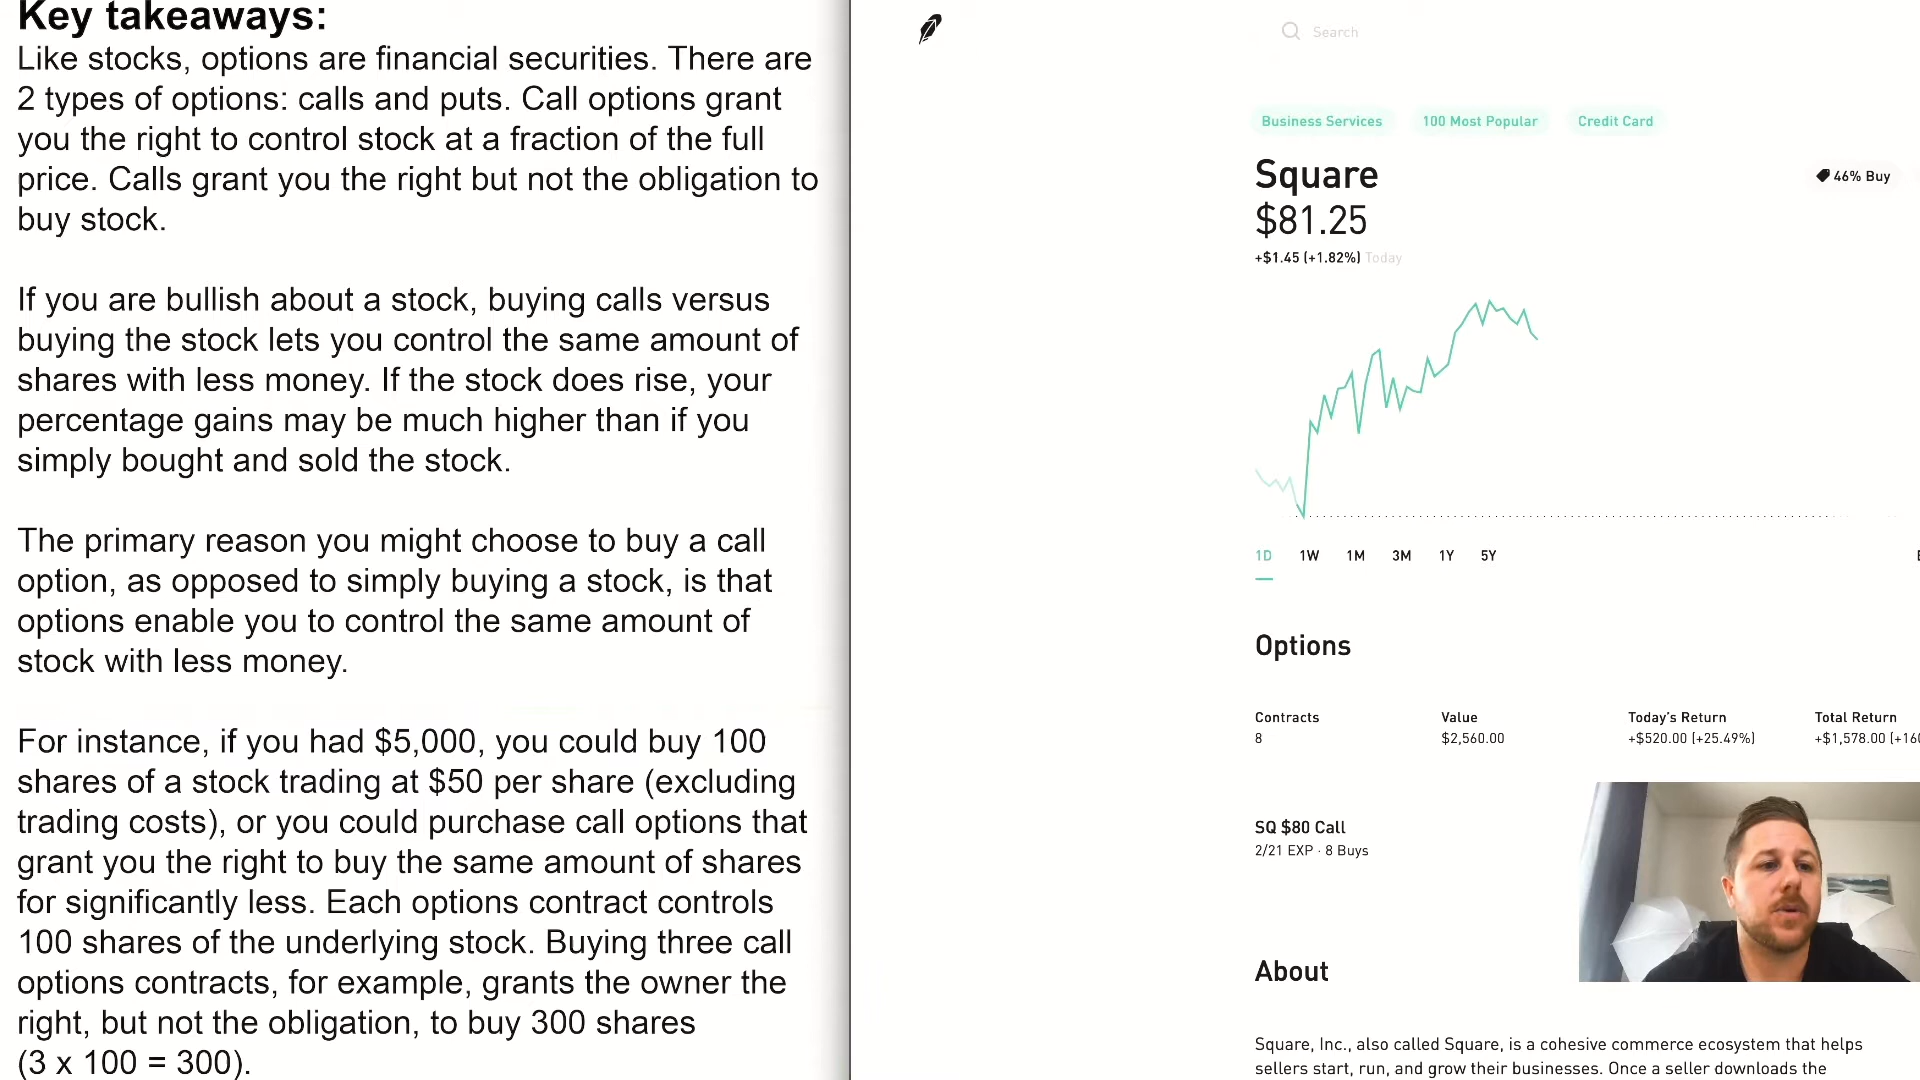 Key takeaways:
Like stocks, options are financial securities. There are
2 types of options: calls and puts. Call options grant
you the right to control stock at a fraction of the full
price. Calls grant you the right but not the obligation to
buy stock.
If you are bullish about a stock, buying calls versus
buying the stock lets you control the same amount of
shares with less money. If the stock does rise, your
percentage gains may be much higher than if you
simply bought and sold the stock.
The primary reason you might choose to buy a call
option, as opposed to simply buying a stock, is that
options enable you to control the same amount of
stock with less money.
For instance, if you had $5,000, you could buy 100
shares of a stock trading at $50 per share (excluding
trading costs), or you could purchase call options that
grant you the right to buy the same amount of shares
for significantly less. Each options contract controls
100 shares of the underlying stock. Buying three call
options contracts, for example, grants the owner the
right, but not the obligation, to buy 300 shares
(3 x 100 = 300).
Search
Business Services 100 Most Popular Credit Card
Square
46% Buy
$81.25
+$1.45 (+1.82%) Today
1D 1W 1M 3M 1Y 5Y
Options
Contracts Value Today's Return Total Return
8 $2,560.00 +$520.00 (+25.49%) +$1,578.00
SQ $80 Call
2/21 EXP · 8 Buys
About
Square, Inc., also called Square, is a cohesive commerce ecosystem that helps
sellers start, run, and grow their businesses. Once a seller downloads the